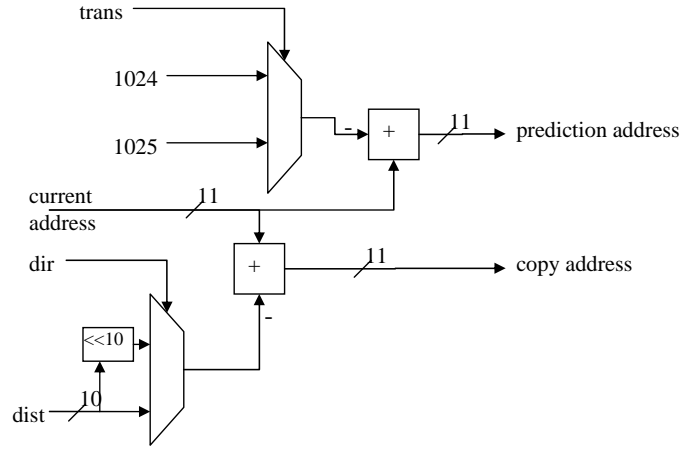 trans
1024
1025
-
+
11
prediction address
current
address
11
+
11
copy address
dir
-
<<10
10
dist